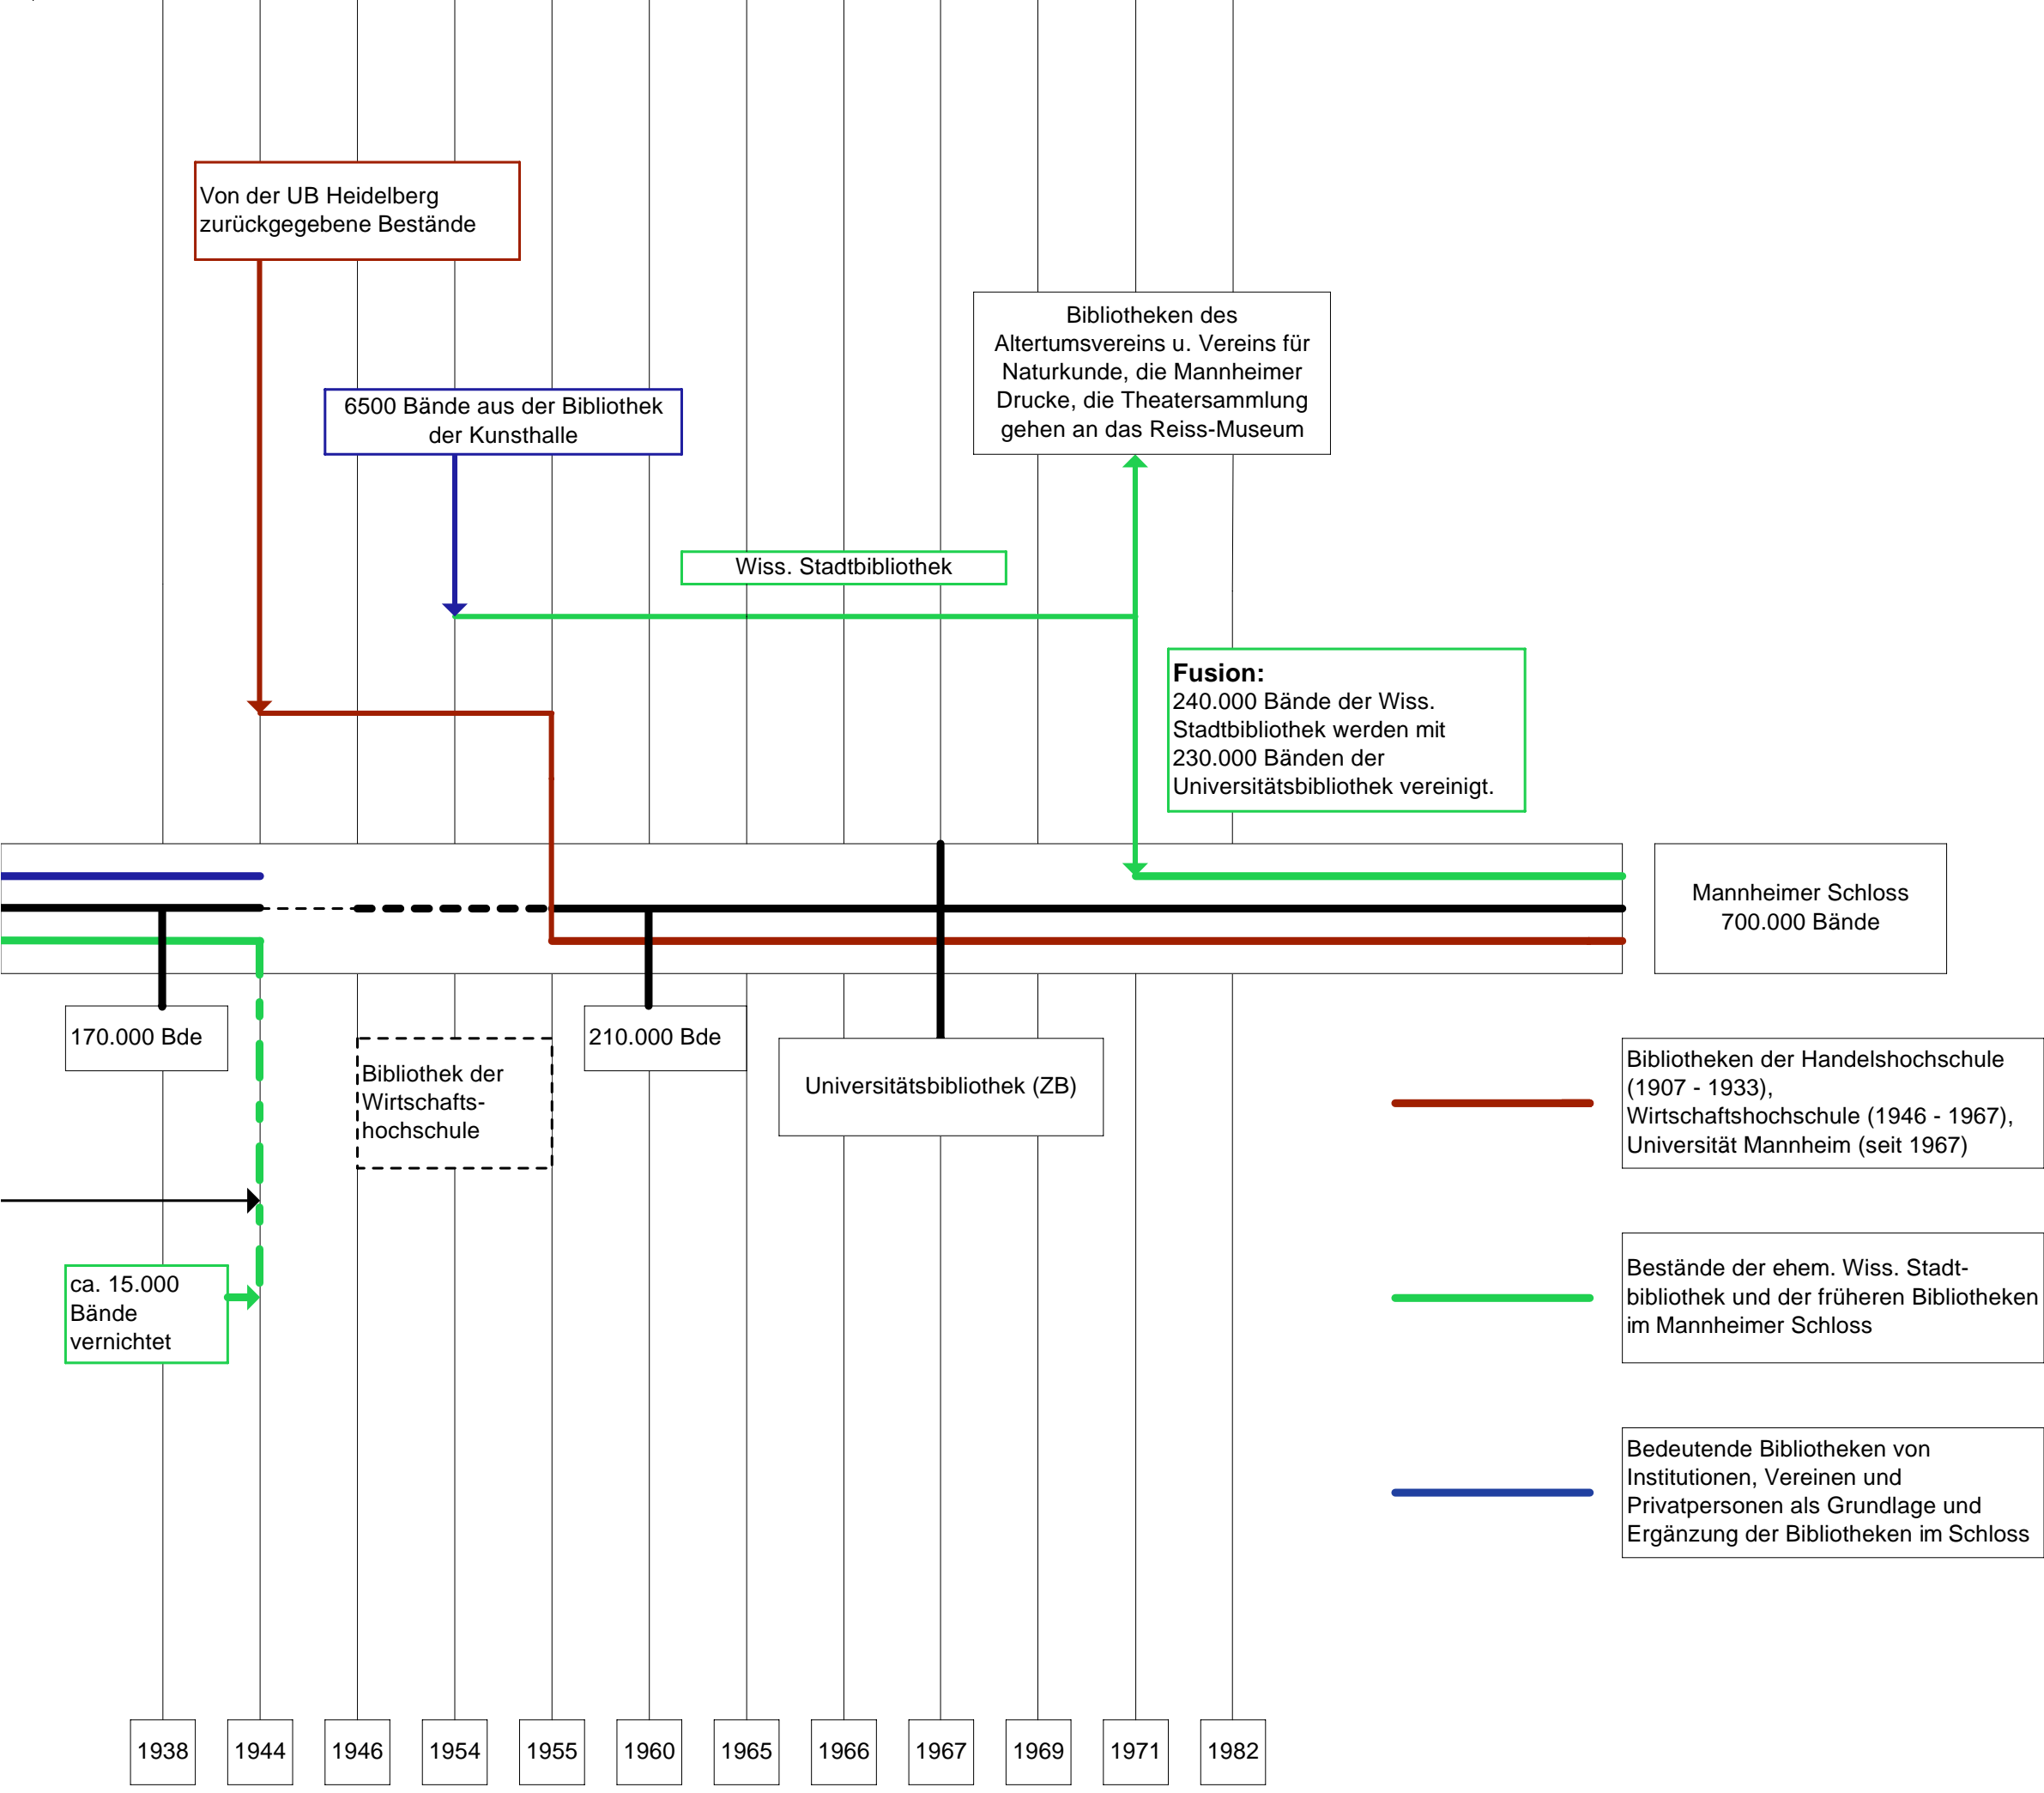 Von der UB Heidelberg
zurückgegebene Bestände
Bibliotheken des
Altertumsvereins u. Vereins für
Naturkunde, die Mannheimer
Drucke, die Theatersammlung
gehen an das Reiss-Museum
6500 Bände aus der Bibliothek
der Kunsthalle
Wiss. Stadtbibliothek
Fusion:
240.000 Bände der Wiss.
Stadtbibliothek werden mit
230.000 Bänden der
Universitätsbibliothek vereinigt.
Mannheimer Schloss
700.000 Bände
170.000 Bde
210.000 Bde
Bibliothek der
Wirtschafts-
hochschule
Universitätsbibliothek (ZB)
Bibliotheken der Handelshochschule
(1907 - 1933),
Wirtschaftshochschule (1946 - 1967),
Universität Mannheim (seit 1967)
ca. 15.000
Bände
vernichtet
Bestände der ehem. Wiss. Stadt-
bibliothek und der früheren Bibliotheken
im Mannheimer Schloss
Bedeutende Bibliotheken von
Institutionen, Vereinen und
Privatpersonen als Grundlage und
Ergänzung der Bibliotheken im Schloss
1938
1944
1946
1954
1955
1960
1965
1966
1967
1969
1971
1982